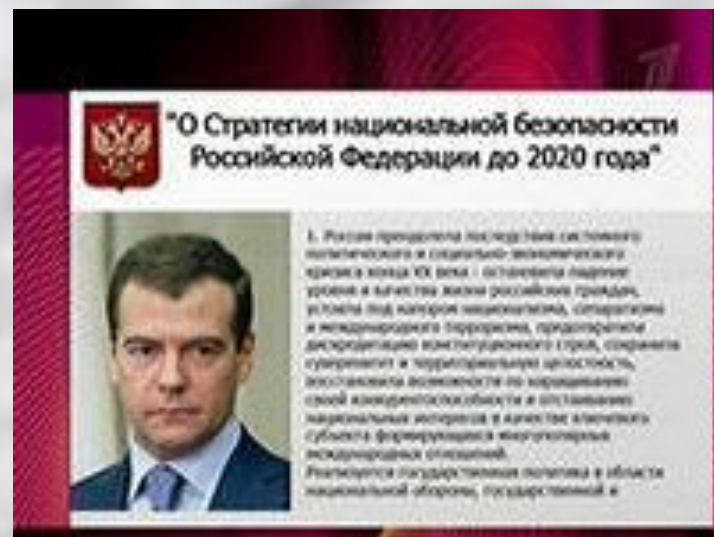 "О Стратегии национальной безопасности
Российской Федерации до 2020 года"
1. Россия преодолела последствия системного
политического и социально-экономического
кризиса конца XX века - остановила падение
уровня и качества жизни российских граждан,
устояла под напором национализма, сепаратизма
и международного терроризма, предотвратила
дискредитацию конституционного строя, сохранила
суверенитет и территориальную целостность,
восстановила возможности по наращиванию
своей конкурентоспособности и отстаиванию
национальных интересов в качестве ключевого
субъекта формирующихся многополярных
международных отношений.
Реализуется государственная политика в области
национальной обороны, государственной и